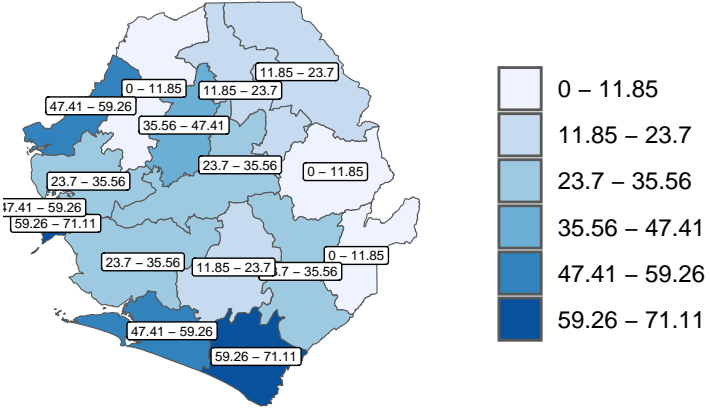 11.85 – 23.7
0 – 11.85
11.85 – 23.7
47.41 – 59.26
35.56 – 47.41
23.7 – 35.56
0 – 11.85
23.7 – 35.56
47.41 – 59.26
59.26 – 71.11
0 – 11.85
23.7 – 35.56
11.85 – 23.7
3.7 – 35.56
47.41 – 59.26
59.26 – 71.11
0 – 11.85
11.85 – 23.7
23.7 – 35.56
35.56 – 47.41
47.41 – 59.26
59.26 – 71.11